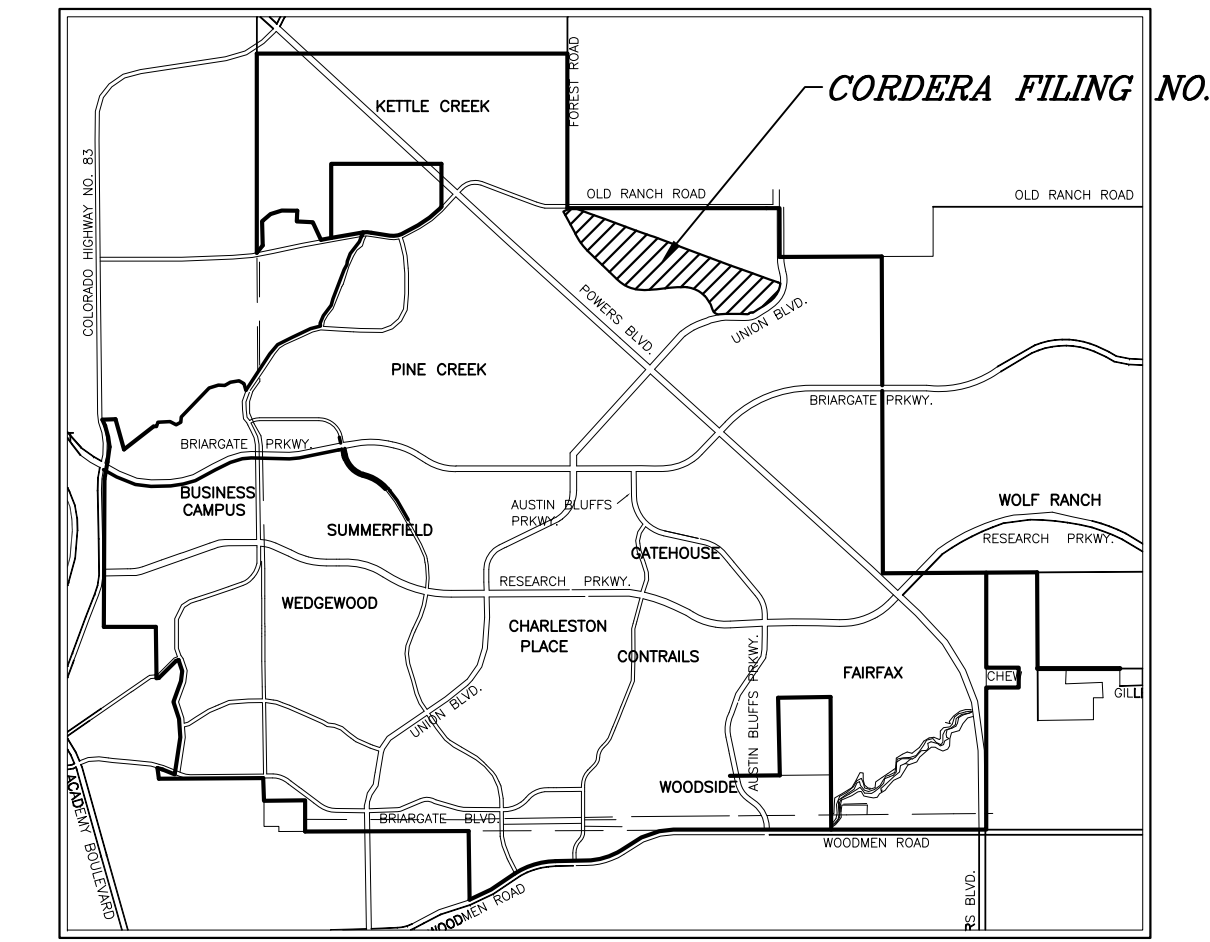 CORDERA FILING NO.
KETTLE CREEK
FOREST ROAD
COLORADO HIGHWAY NO. 83
OLD RANCH ROAD
OLD RANCH ROAD
POWERS BLVD.
UNION BLVD.
PINE CREEK
BRIARGATE PRKWY.
BRIARGATE PRKWY.
BUSINESS
CAMPUS
AUSTIN BLUFFS
PRKWY.
WOLF RANCH
SUMMERFIELD
RESEARCH PRKWY.
GATEHOUSE
RESEARCH PRKWY.
WEDGEWOOD
CHARLESTON
PLACE
CONTRAILS
FAIRFAX
CHEW
GILL
UNION BLVD.
AUSTIN BLUFFS PRKWY.
WOODSIDE
ACADEMY BOULEVARD
BRIARGATE BLVD.
WOODMEN ROAD
WOODMEN ROAD
RS BLVD.